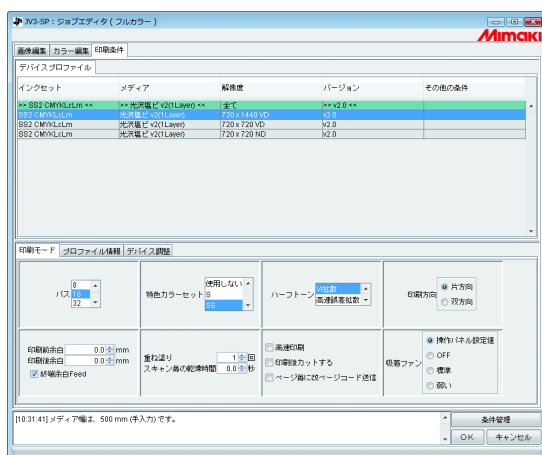 JV3-SP : ジョブエディタ ( フルカラー )
Mimaki
画像編集 カラー編集 印刷条件
デバイスプロファイル
インクセット メディア 解像度 バージョン その他の条件
>> SS2 CMYKLcLm << >> 光沢塩ビ v2(1Layer) << 全て >> v2.0 <<
SS2 CMYKLcLm 光沢塩ビ v2(1Layer) 720 x 1440 VD v2.0
SS2 CMYKLcLm 光沢塩ビ v2(1Layer) 720 x 720 VD v2.0
SS2 CMYKLcLm 光沢塩ビ v2(1Layer) 720 x 720 ND v2.0
印刷モード プロファイル情報 デバイス調整
パス 8 16 32
特色カラーセット 使用しない S SS
ハーフトーン VI拡散 高速誤差拡散
印刷方向 片方向 双方向
印刷前余白 0.0 mm
印刷後余白 0.0 mm
終端余白Feed
重ね塗り 1 回
スキャン毎の乾燥時間 0.0 秒
高速印刷
印刷後カットする
ページ毎に改ページコード送信
吸着ファン 操作パネル設定値 OFF 標準 弱い
[10:31:41] メディア幅は、500 mm (手入力) です。
条件管理
OK キャンセル